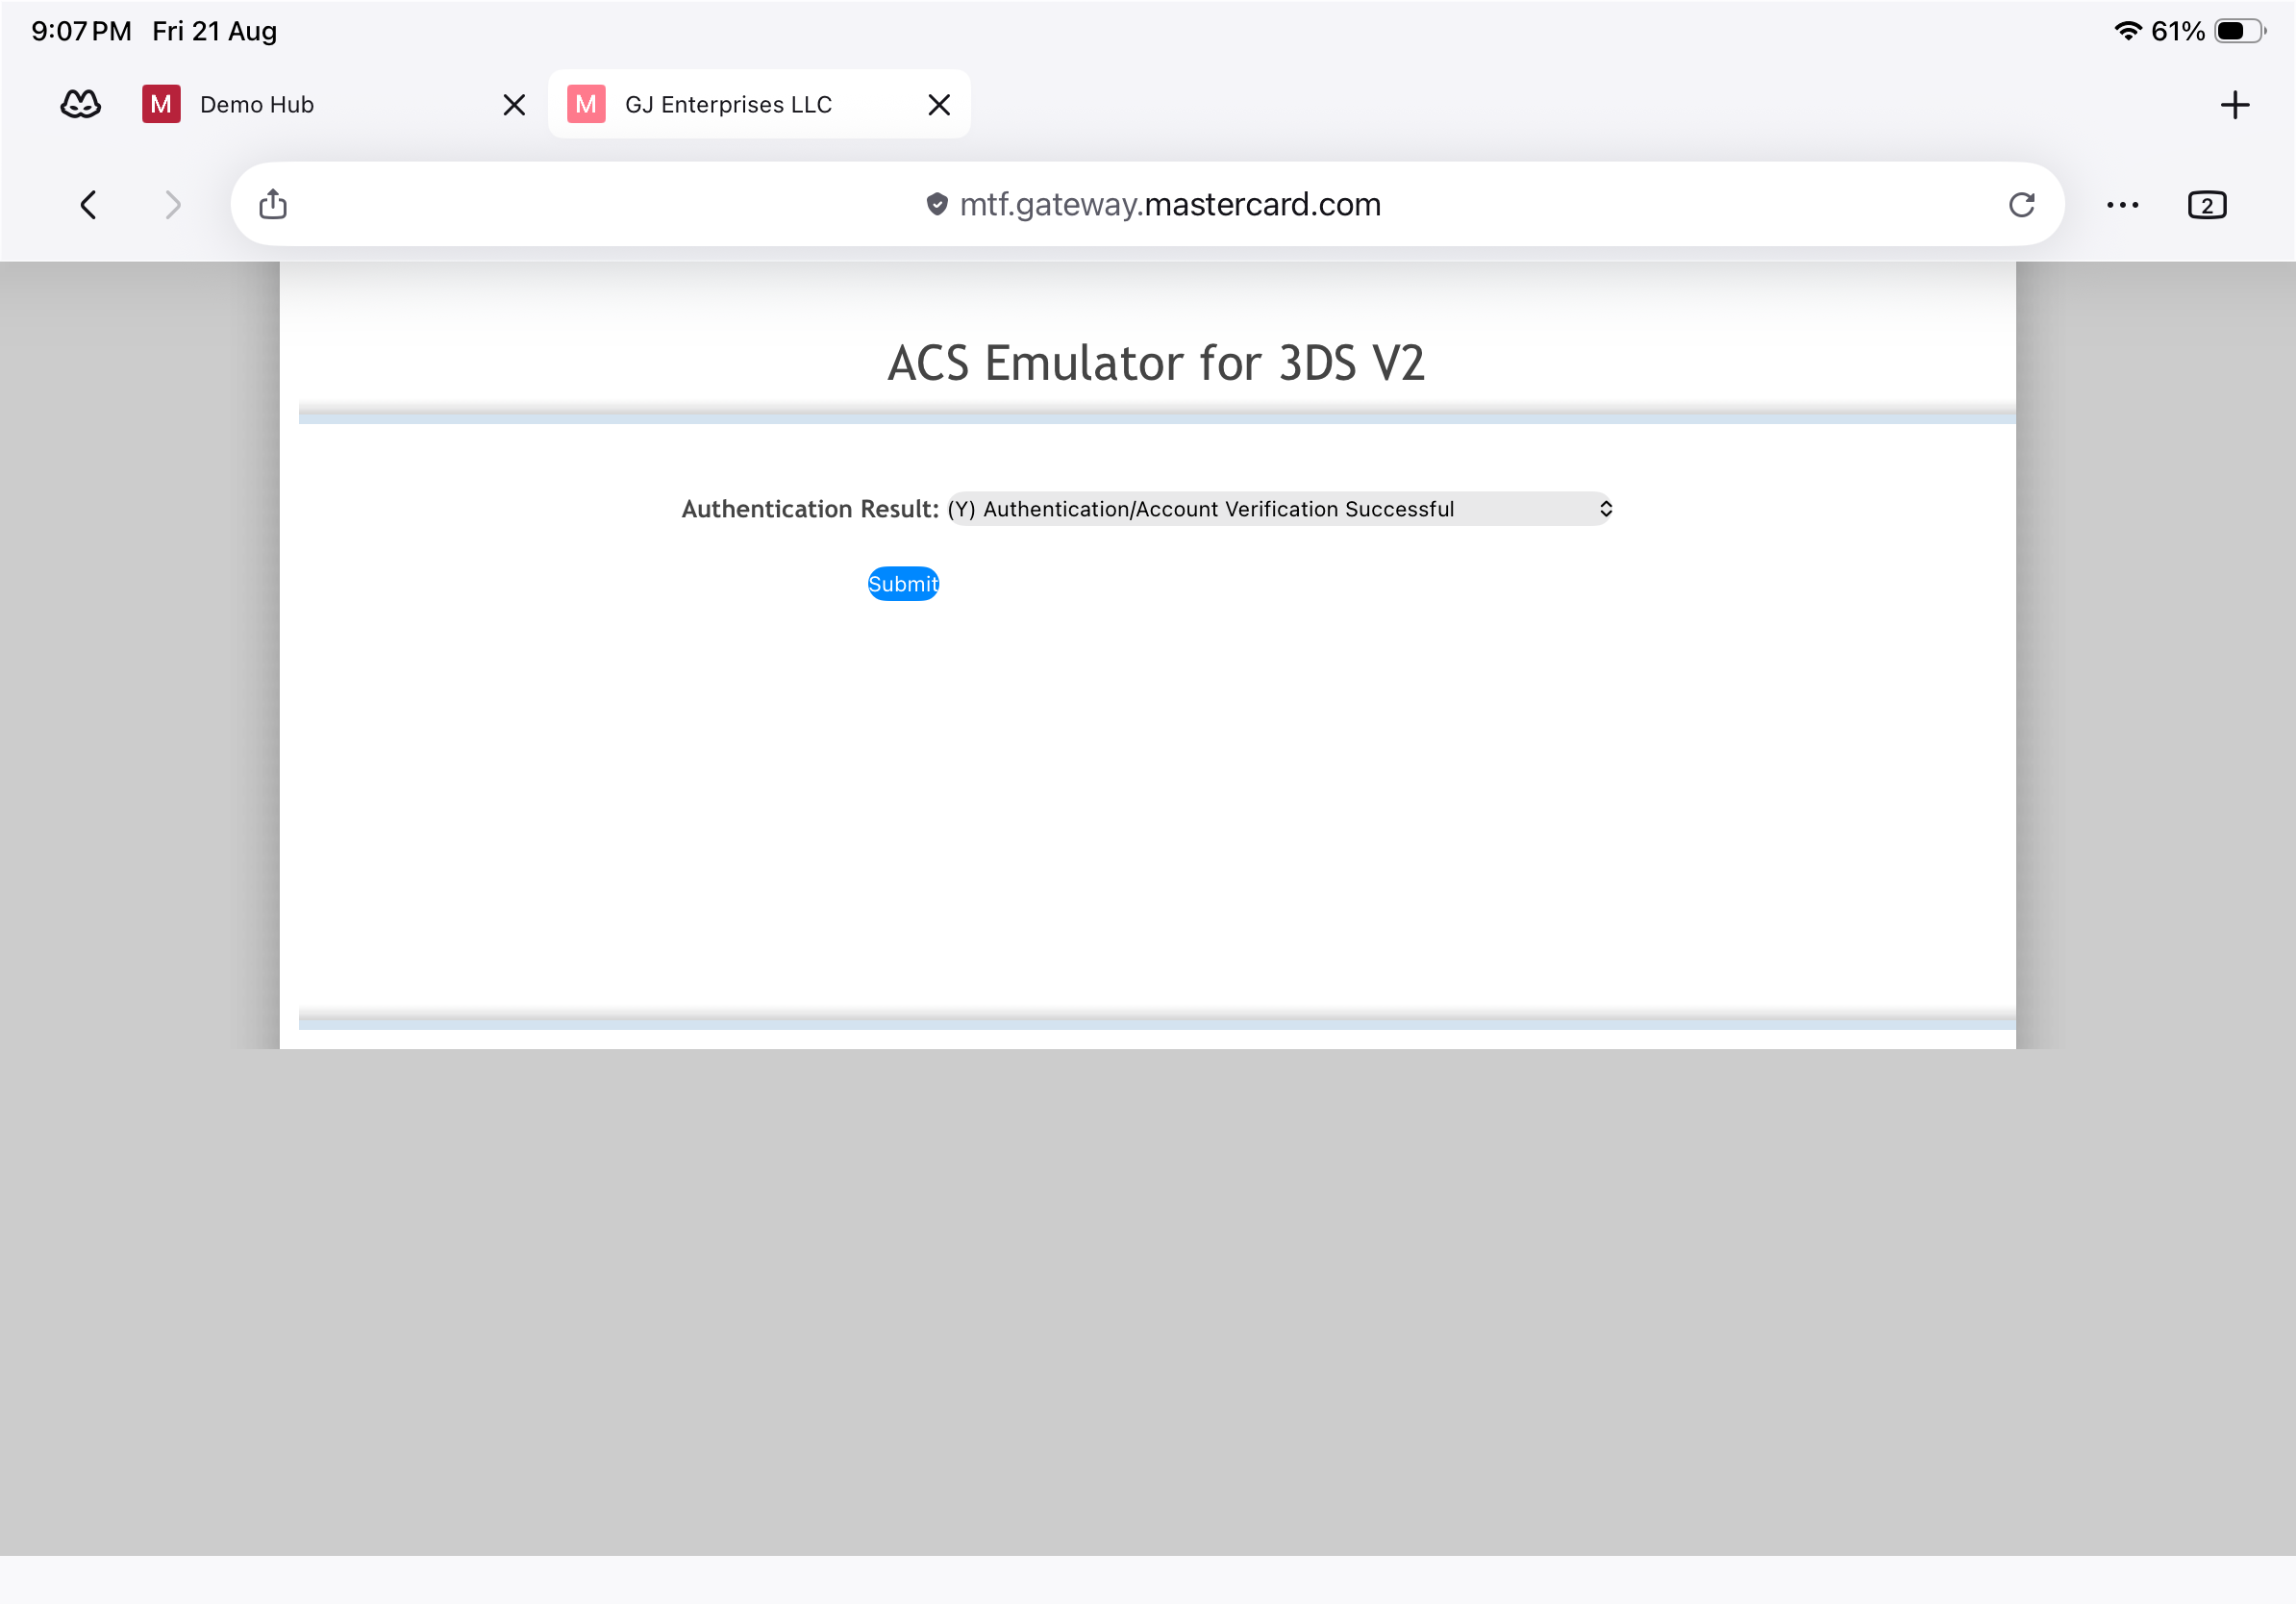 9:07 PM Fri 21 Aug
61%
M Demo Hub
M GJ Enterprises LLC
mtf.gateway.mastercard.com
2
ACS Emulator for 3DS V2
Authentication Result: (Y) Authentication/Account Verification Successful
Submit